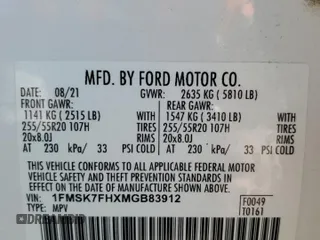 MFD. BY FORD MOTOR CO.
DATE: 08/21 GVWR: 2635 KG ( 5810 LB)
FRONT GAWR: REAR GAWR:
1141 KG ( 2515 LB) WITH 1547 KG ( 3410 LB) WITH
255/55R20 107H TIRES 255/55R20 107H TIRES
20x8.0J RIMS 20x8.0J RIMS
AT 230 kPa/ 33 PSI COLD AT 230 kPa/ 33 PSI COLD
THIS VEHICLE CONFORMS TO ALL APPLICABLE FEDERAL MOTOR
VEHICLE SAFETY AND THEFT PREVENTION STANDARDS IN EFFECT ON
THE DATE OF MANUFACTURE SHOWN ABOVE.
VIN: 1FMSK7FHXMGB83912 F0049
TYPE: MPV T0161